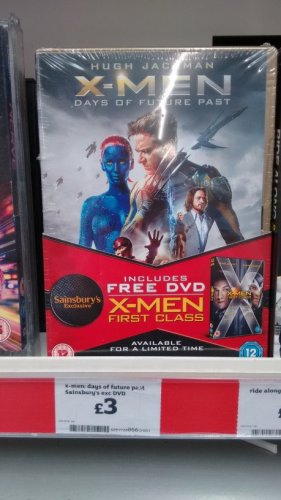 HUGH JACKMAN
X-MEN
DAYS OF FUTURE PAST
INCLUDES
FREE DVD
X-MEN
FIRST CLASS
Sainsbury's
Exclusive
AVAILABLE
FOR A LIMITED TIME
X-MEN
12
12
x-men: days of future past
Sainsbury's exc DVD
£3
ride along
£